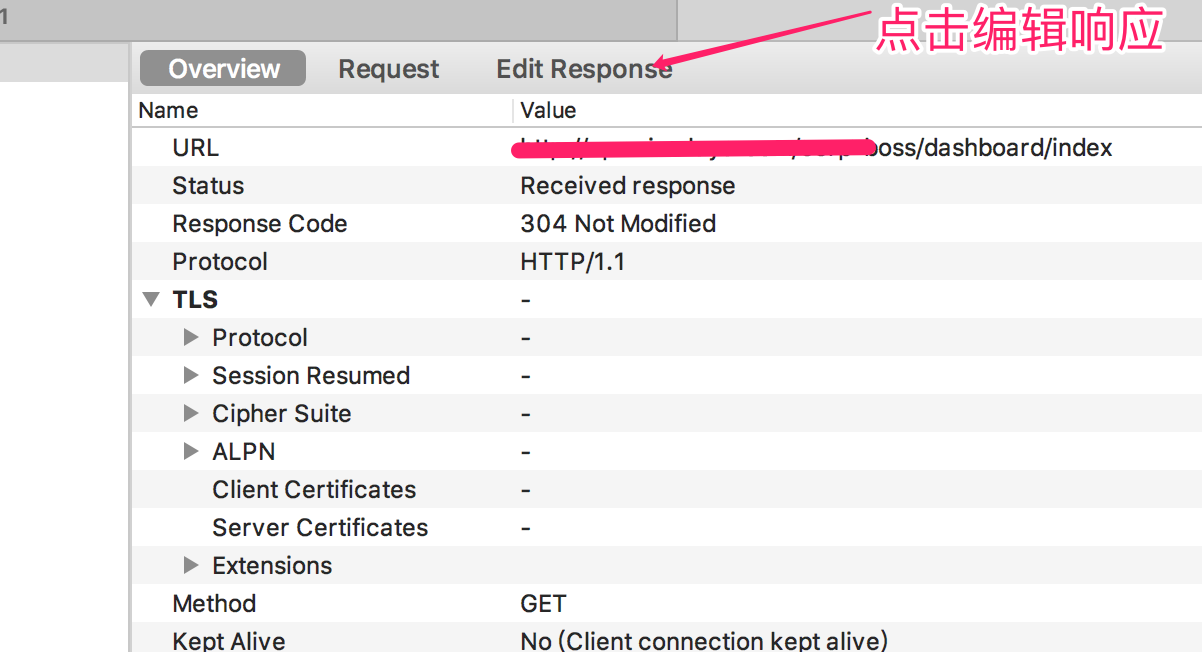 1
点击编辑响应
Overview Request Edit Response
Name Value
URL boss/dashboard/index
Status Received response
Response Code 304 Not Modified
Protocol HTTP/1.1
TLS -
Protocol -
Session Resumed -
Cipher Suite -
ALPN -
Client Certificates -
Server Certificates -
Extensions
Method GET
Kept Alive No (Client connection kept alive)